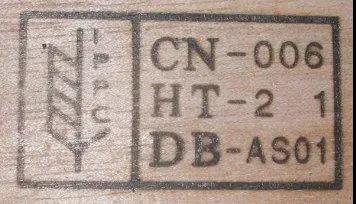 IPPC
CN-006
HT-2 1
DB-AS01